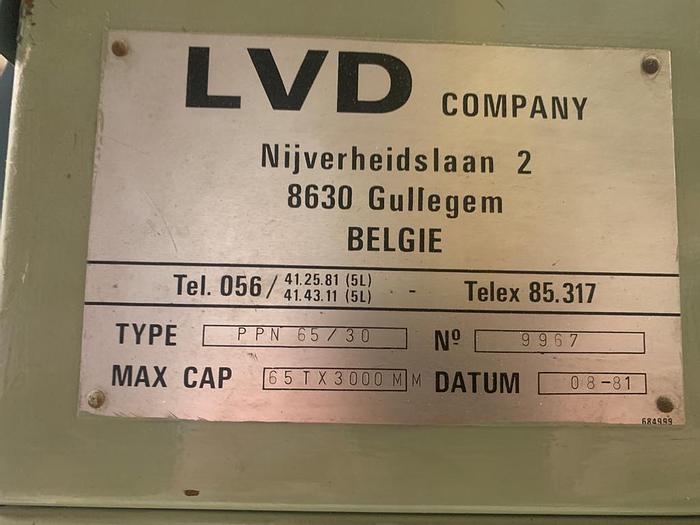 LVD COMPANY
Nijverheidslaan 2
8630 Gullegem
BELGIE
Tel. 056/ 41.25.81 (5L) - Telex 85.317
41.43.11 (5L)
TYPE PPN 65/30 Nº 9967
MAX CAP 65TX3000MM DATUM 08-81
684999